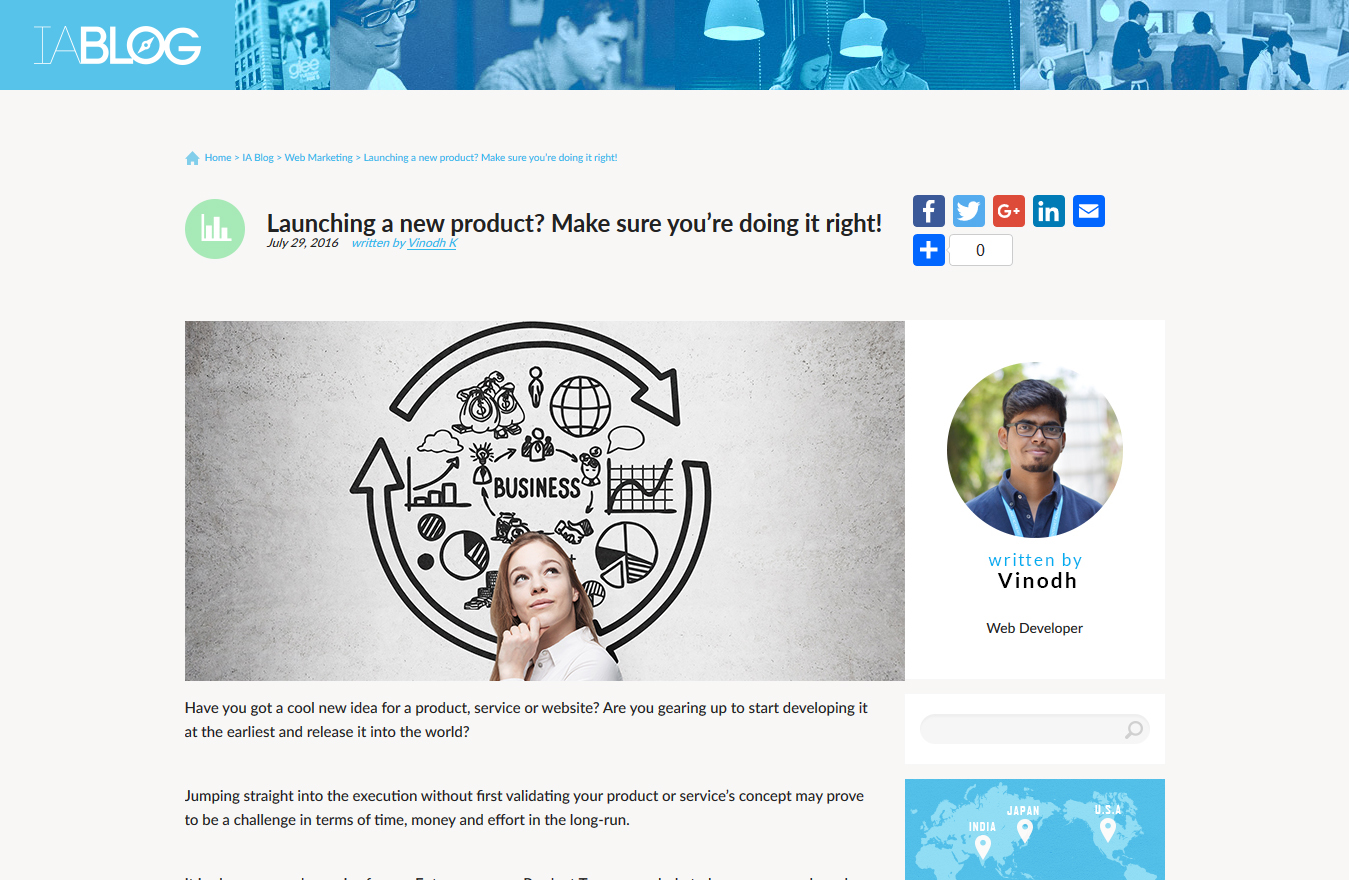 IABLOG
glee
Home > IA Blog > Web Marketing > Launching a new product? Make sure you're doing it right!
Launching a new product? Make sure you’re doing it right!
July 29, 2016 written by Vinodh K
0
BUSINESS
written by
Vinodh
Web Developer
Have you got a cool new idea for a product, service or website? Are you gearing up to start developing it
at the earliest and release it into the world?
Jumping straight into the execution without first validating your product or service’s concept may prove
to be a challenge in terms of time, money and effort in the long-run.
INDIA
JAPAN
U.S.A